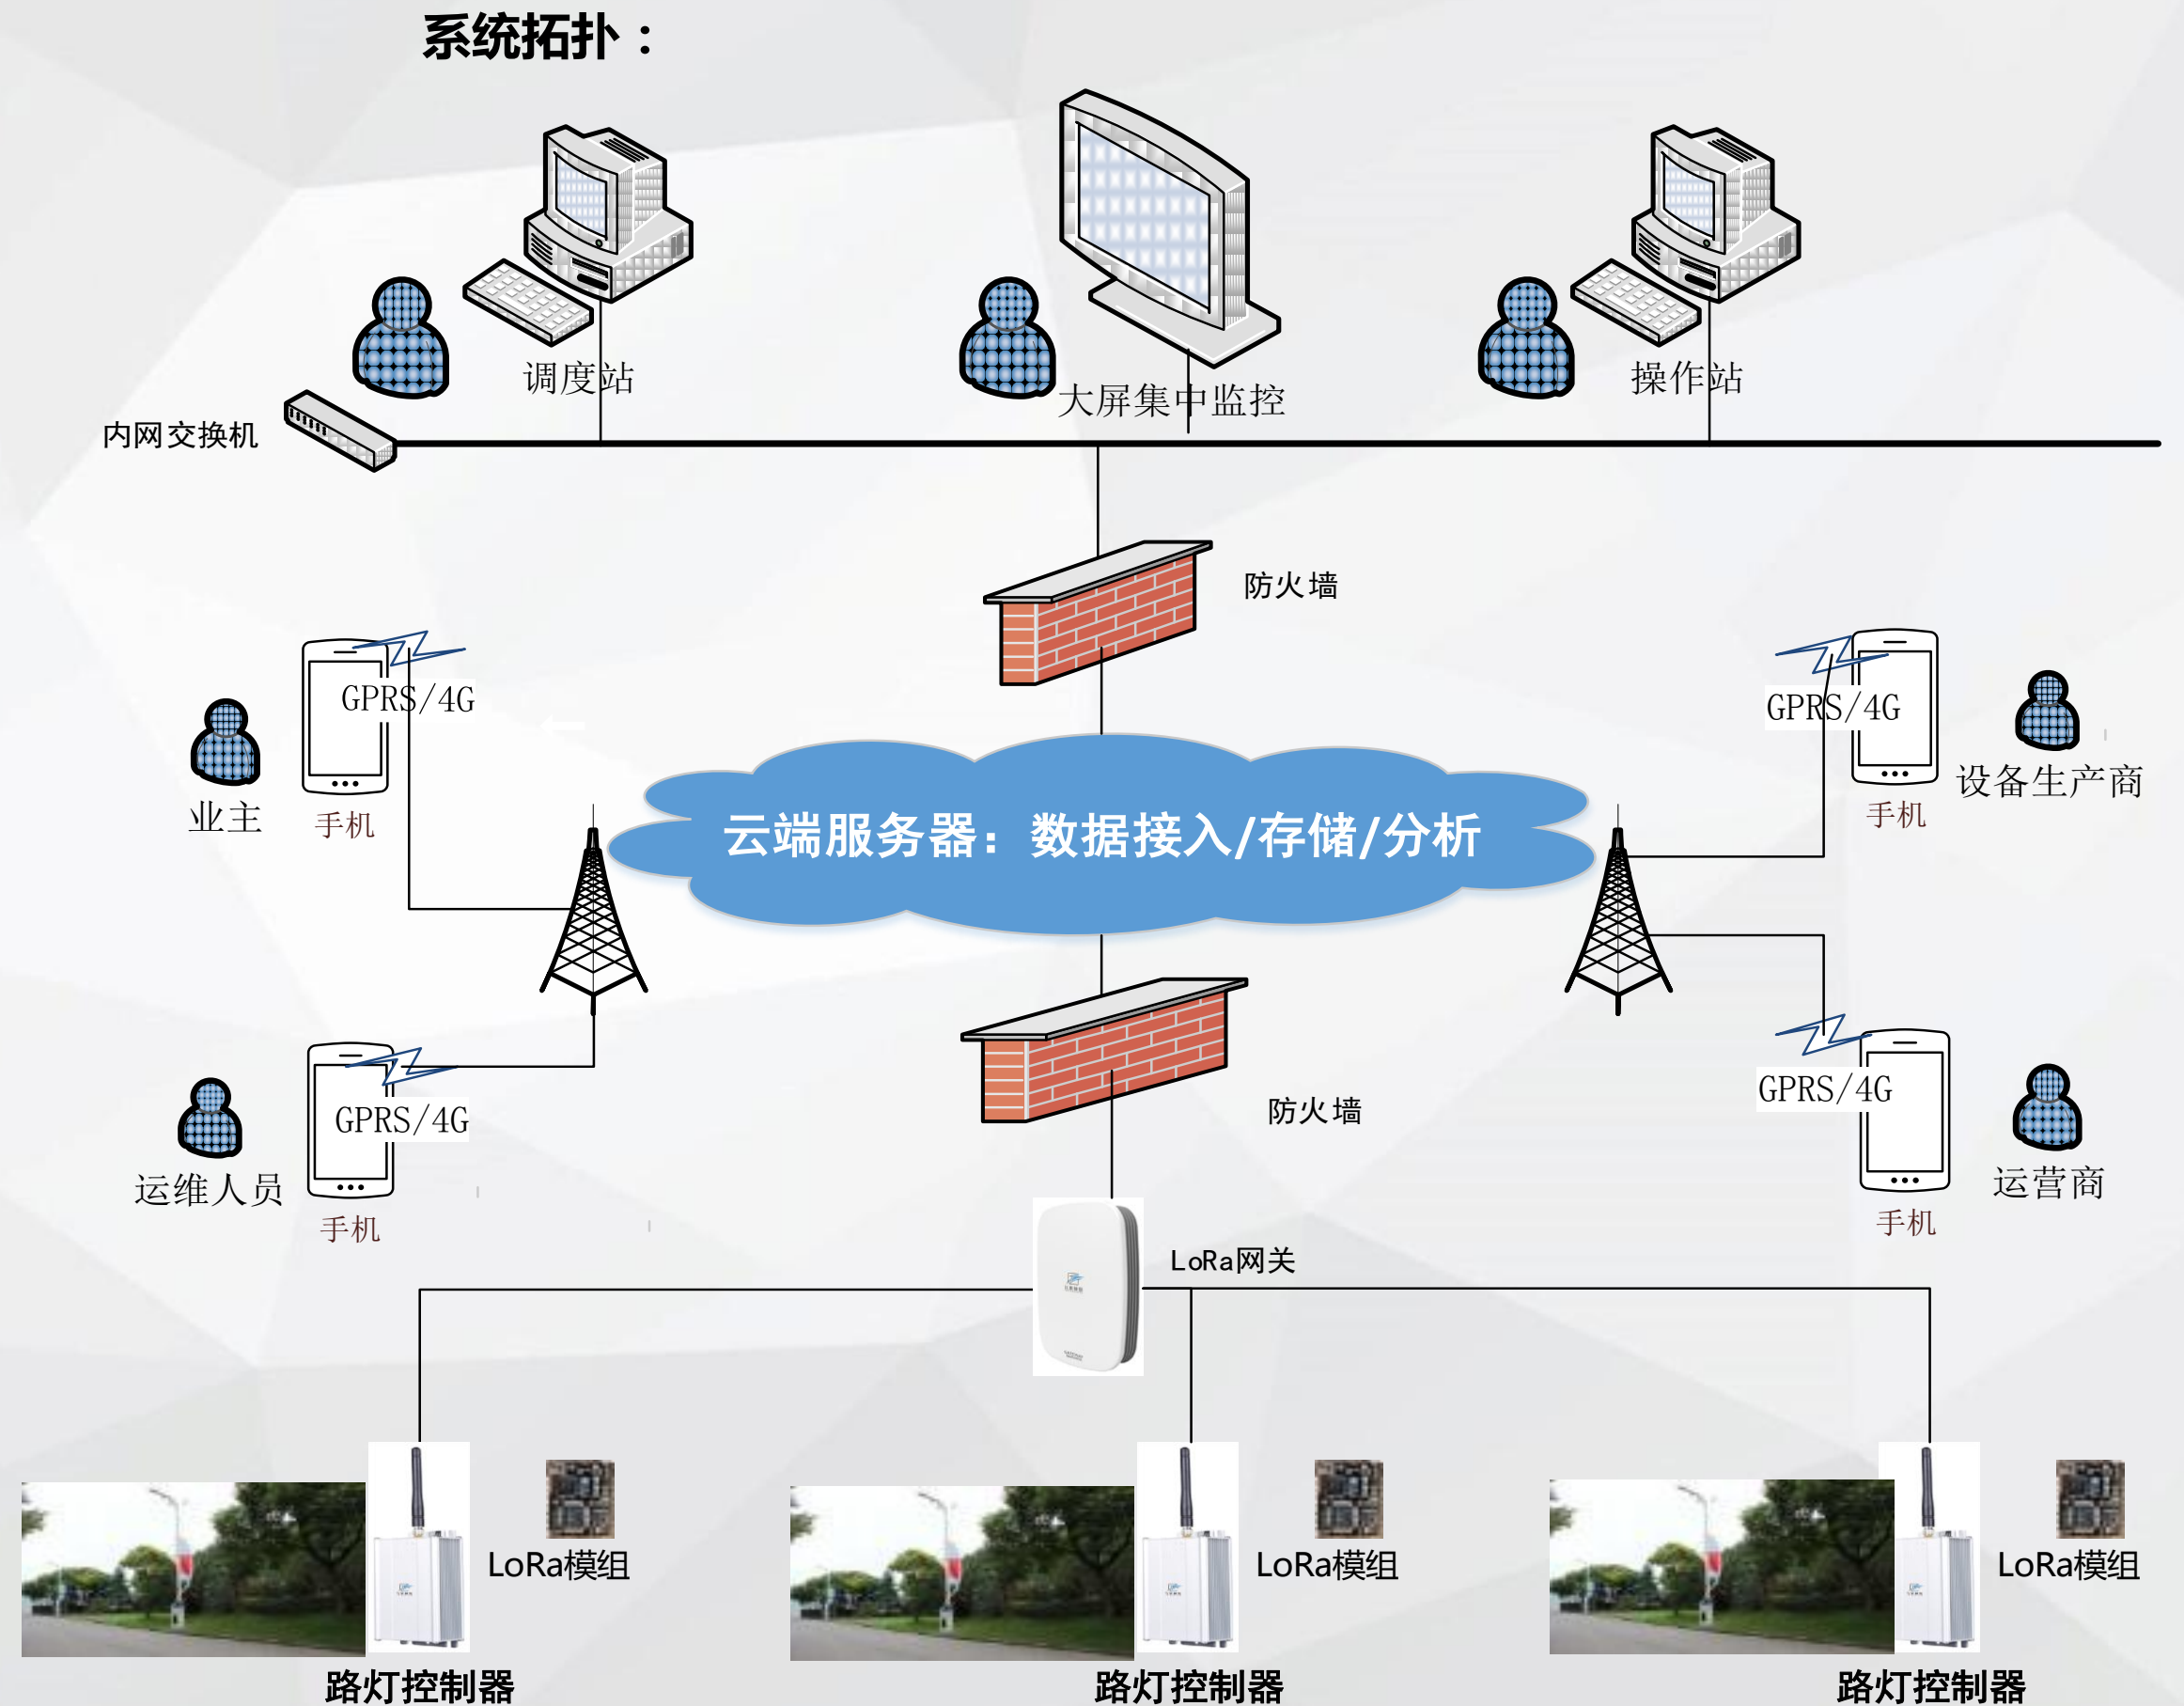 系统拓扑：
调度站
大屏集中监控
操作站
内网交换机
防火墙
GPRS/4G
GPRS/4G
业主
手机
设备生产商
手机
云端服务器：数据接入/存储/分析
GPRS/4G
GPRS/4G
防火墙
运维人员
手机
运营商
手机
LoRa网关
LoRa模组
LoRa模组
LoRa模组
路灯控制器
路灯控制器
路灯控制器